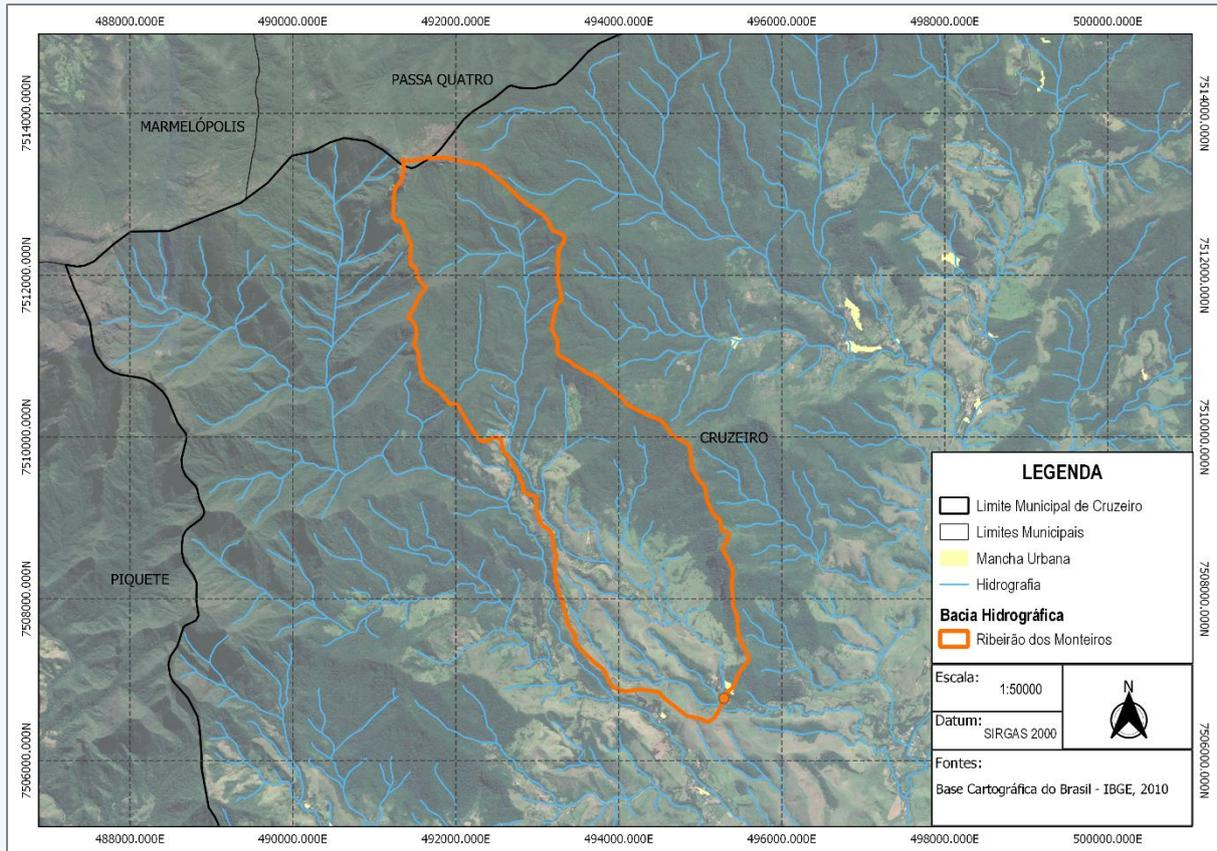 488000.000E 490000.000E 492000.000E 494000.000E 496000.000E 498000.000E 500000.000E
7514000.000N
7514000.000N
PASSA QUATRO
MARMELÓPOLIS
7512000.000N
7512000.000N
7510000.000N
7510000.000N
CRUZEIRO
PIQUETE
7508000.000N
7508000.000N
7506000.000N
7506000.000N
LEGENDA
Limite Municipal de Cruzeiro
Limites Municipais
Mancha Urbana
Hidrografia
Bacia Hidrográfica
Ribeirão dos Monteiros
Escala:
1:50000
N
Datum:
SIRGAS 2000
Fontes:
Base Cartográfica do Brasil - IBGE, 2010
488000.000E 490000.000E 492000.000E 494000.000E 496000.000E 498000.000E 500000.000E